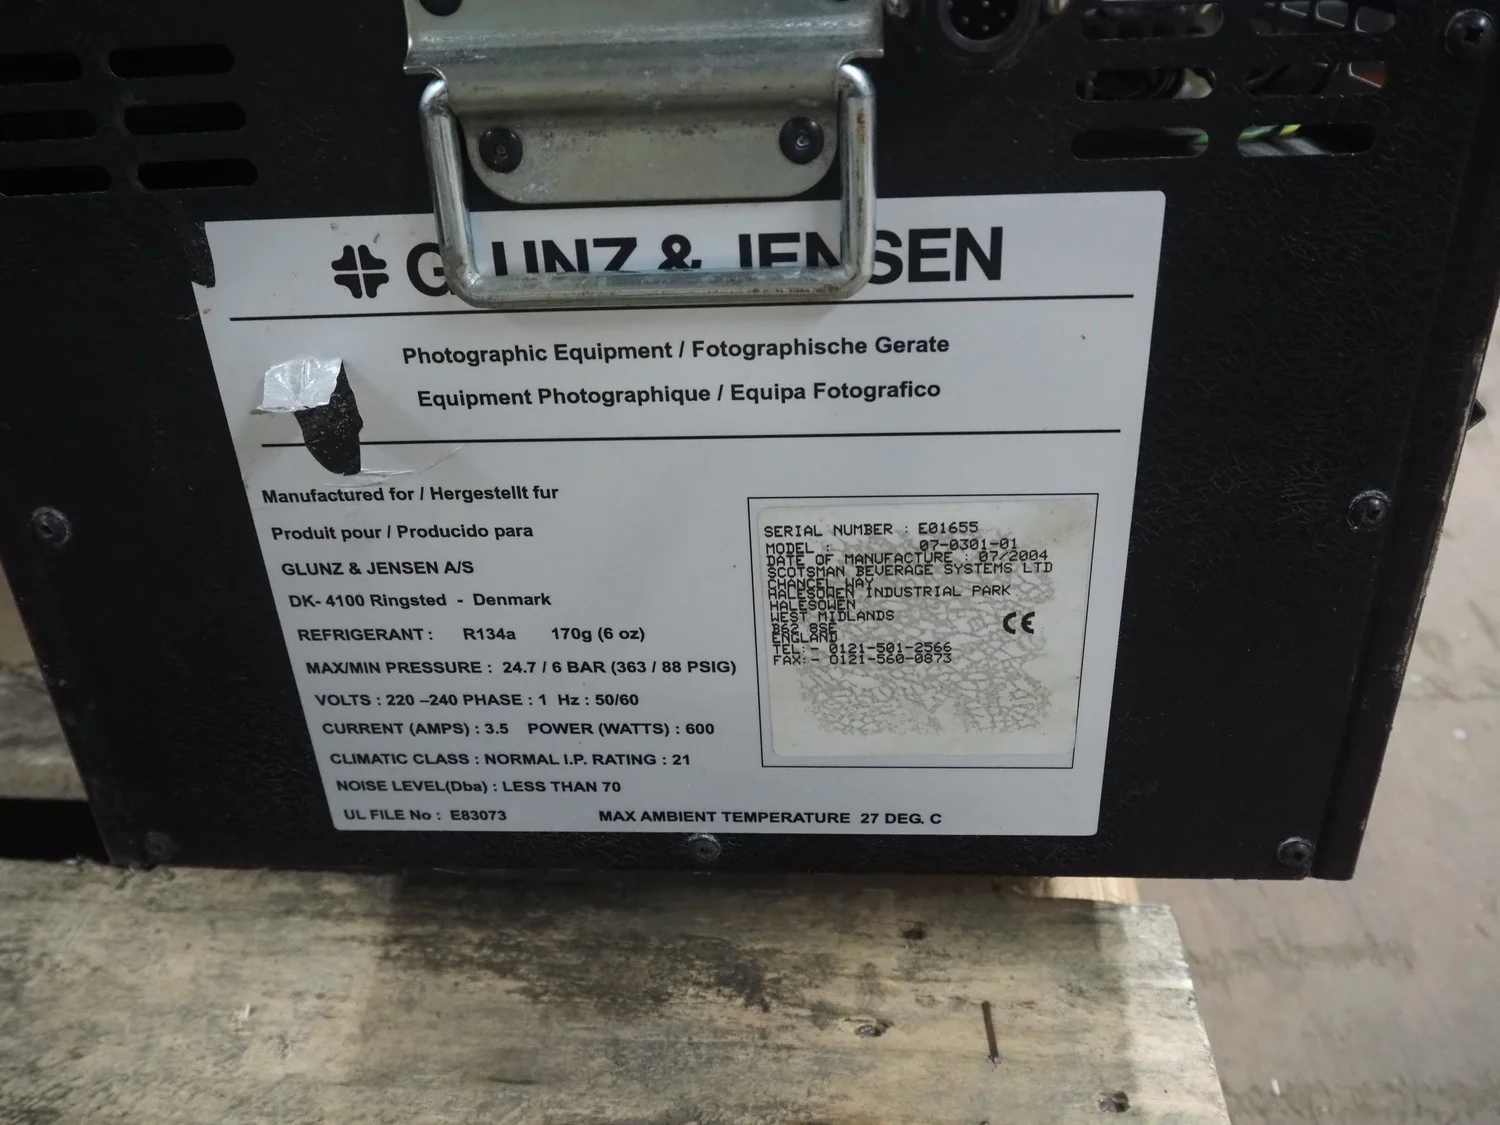 GLUNZ & JENSEN
Photographic Equipment / Fotographische Gerate
Equipment Photographique / Equipa Fotografico
Manufactured for / Hergestellt fur
Produit pour / Producido para
GLUNZ & JENSEN A/S
DK- 4100 Ringsted - Denmark
REFRIGERANT : R134a 170g (6 oz)
MAX/MIN PRESSURE : 24.7 / 6 BAR (363 / 88 PSIG)
VOLTS : 220 –240 PHASE : 1 Hz : 50/60
CURRENT (AMPS) : 3.5 POWER (WATTS) : 600
CLIMATIC CLASS : NORMAL I.P. RATING : 21
NOISE LEVEL(Dba) : LESS THAN 70
UL FILE No : E83073 MAX AMBIENT TEMPERATURE 27 DEG. C
SERIAL NUMBER : E01655
MODEL : 07-0301-01
DATE OF MANUFACTURE : 07/2004
SCOTSMAN BEVERAGE SYSTEMS LTD
CHANCEL WAY
HALESOWEN INDUSTRIAL PARK
HALESOWEN
WEST MIDLANDS
B62 8SE
ENGLAND
TEL:- 0121-501-2566
FAX:- 0121-560-0873
CE